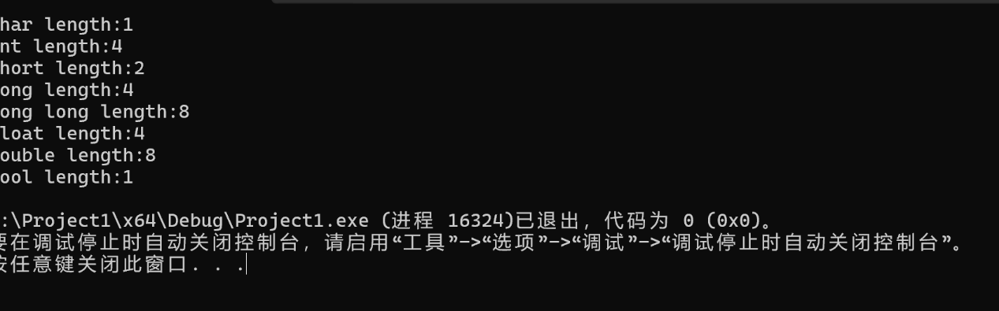 har length:1
nt length:4
hort length:2
ong length:4
ong long length:8
loat length:4
ouble length:8
ool length:1
:\Project1\x64\Debug\Project1.exe (进程 16324)已退出，代码为 0 (0x0)。
要在调试停止时自动关闭控制台，请启用“工具”->“选项”->“调试”->“调试停止时自动关闭控制台”。
按任意键关闭此窗口. . .